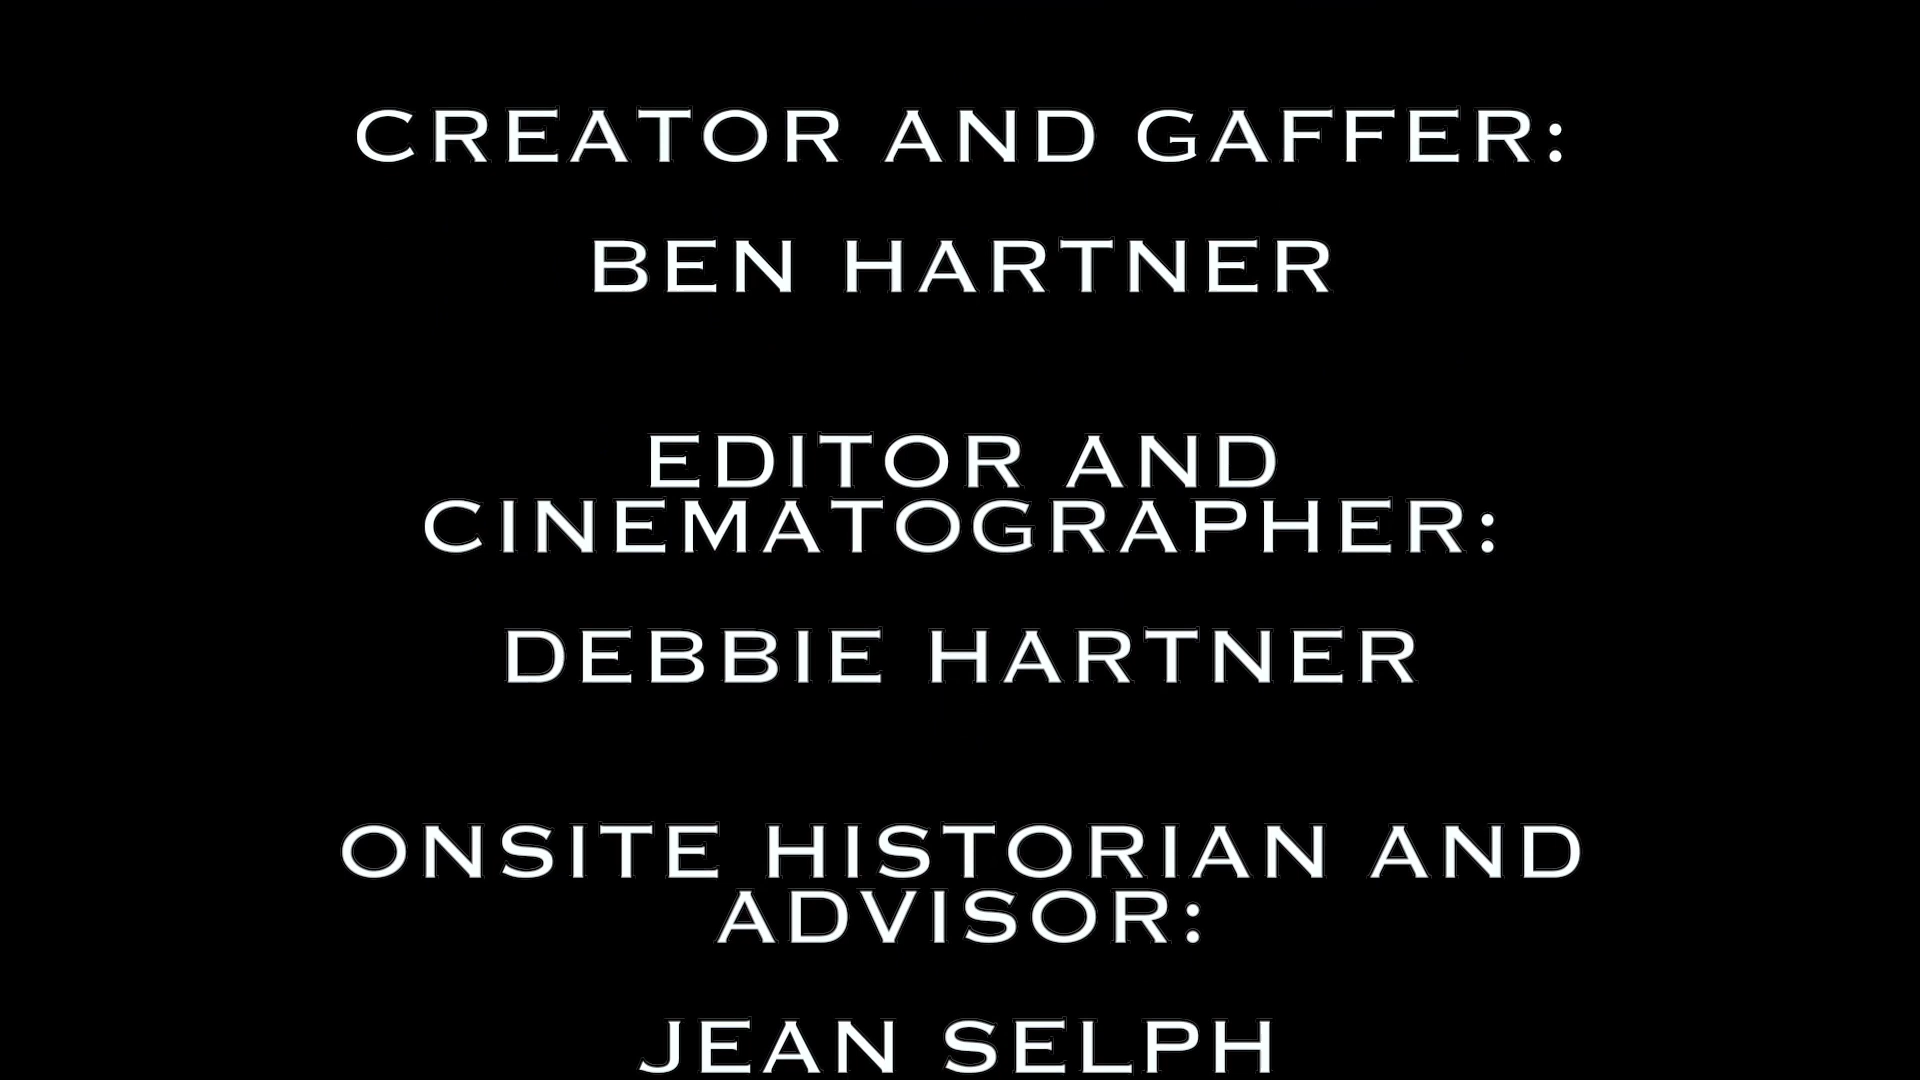 CREATOR AND GAFFER:
BEN HARTNER
EDITOR AND
CINEMATOGRAPHER:
DEBBIE HARTNER
ONSITE HISTORIAN AND
ADVISOR:
JEAN SELPH